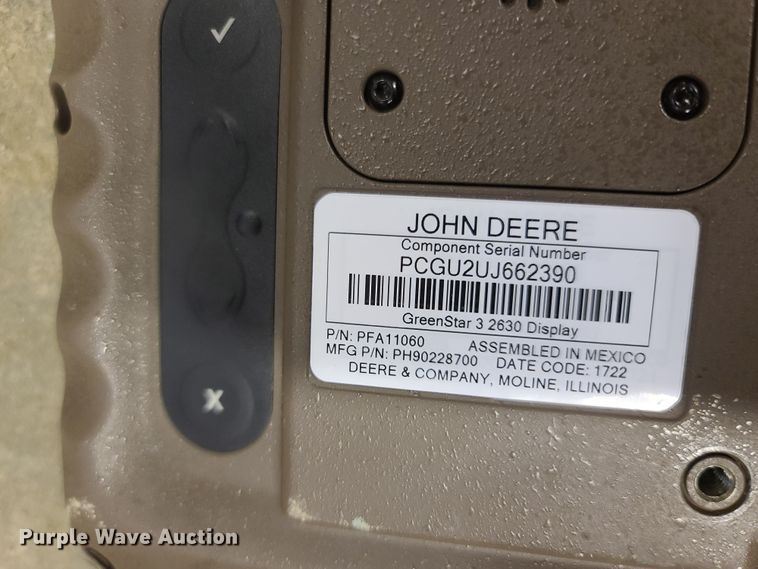 JOHN DEERE
Component Serial Number
PCGU2UJ662390
GreenStar 3 2630 Display
P/N: PFA11060 ASSEMBLED IN MEXICO
MFG P/N: PH90228700 DATE CODE: 1722
DEERE & COMPANY, MOLINE, ILLINOIS
Purple Wave Auction